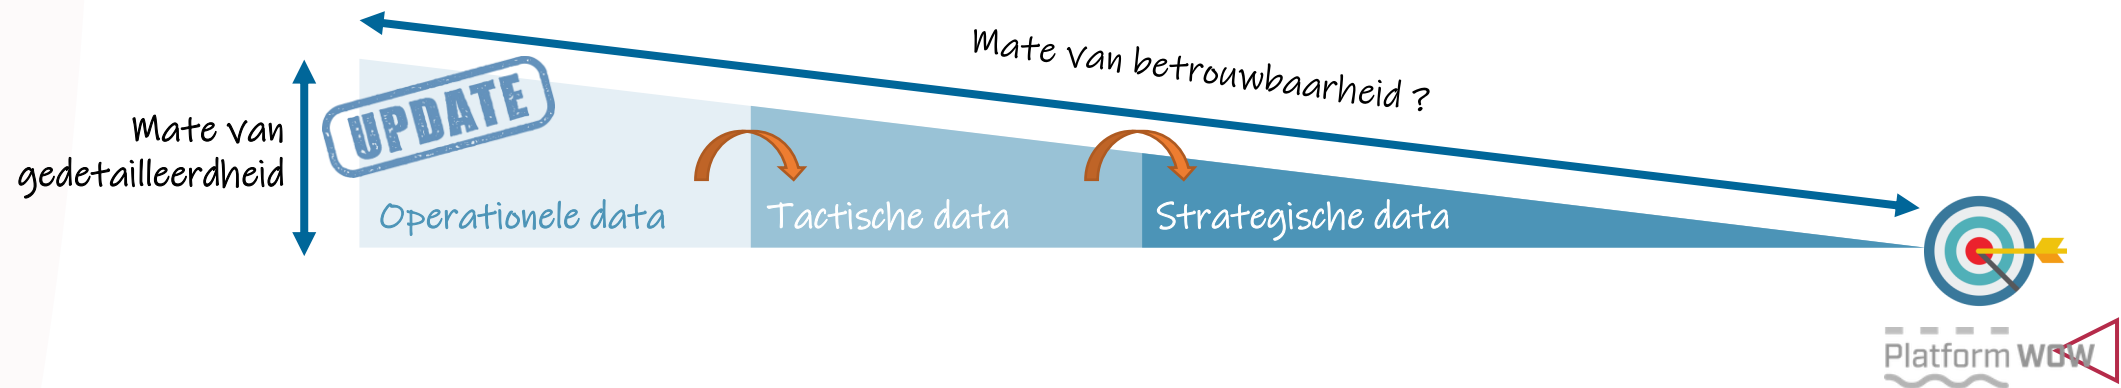 Mate van betrouwbaarheid ?
Mate van
gedetailleerdheid
UPDATE
Operationele data
Tactische data
Strategische data
Platform WOW